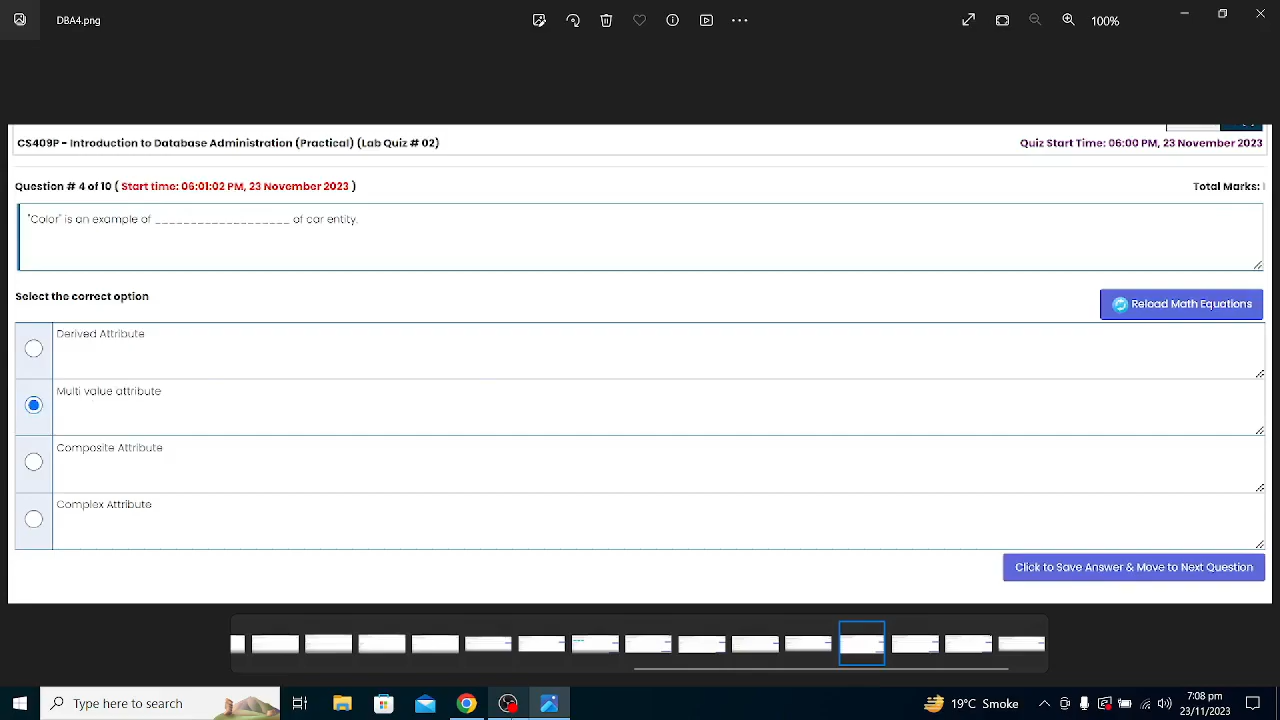 DBA4.png
100%
CS409P - Introduction to Database Administration (Practical) (Lab Quiz # 02)
Quiz Start Time: 06:00 PM, 23 November 2023
Question # 4 of 10 ( Start time: 06:01:02 PM, 23 November 2023 )
Total Marks: 1
"Color" is an example of ___________________ of car entity.
Select the correct option
Reload Math Equations
Derived Attribute
Multi value attribute
Composite Attribute
Complex Attribute
Click to Save Answer & Move to Next Question
Type here to search
19°C Smoke
7:08 pm
23/11/2023